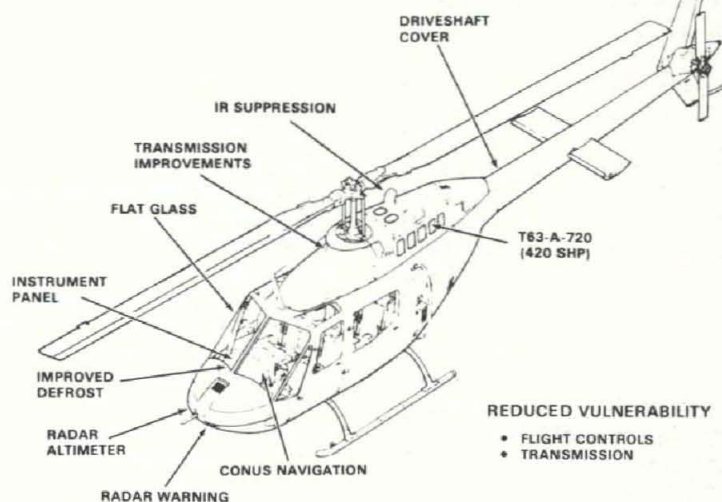 DRIVESHAFT
COVER
IR SUPPRESSION
TRANSMISSION
IMPROVEMENTS
FLAT GLASS
T63-A-720
(420 SHP)
INSTRUMENT
PANEL
IMPROVED
DEFROST
RADAR
ALTIMETER
CONUS NAVIGATION
RADAR WARNING
REDUCED VULNERABILITY
• FLIGHT CONTROLS
• TRANSMISSION